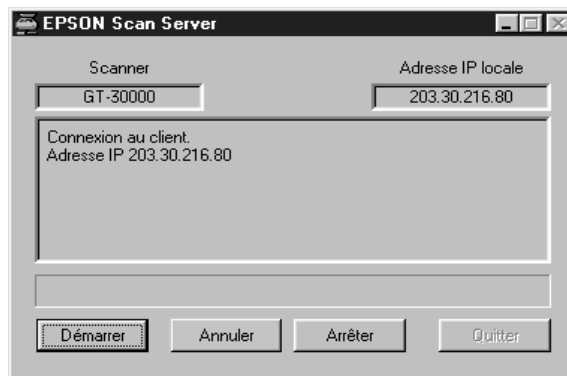 EPSON Scan Server
Scanner
Adresse IP locale
GT-30000
203.30.216.80
Connexion au client.
Adresse IP 203.30.216.80
Démarrer
Annuler
Arrêter
Quitter